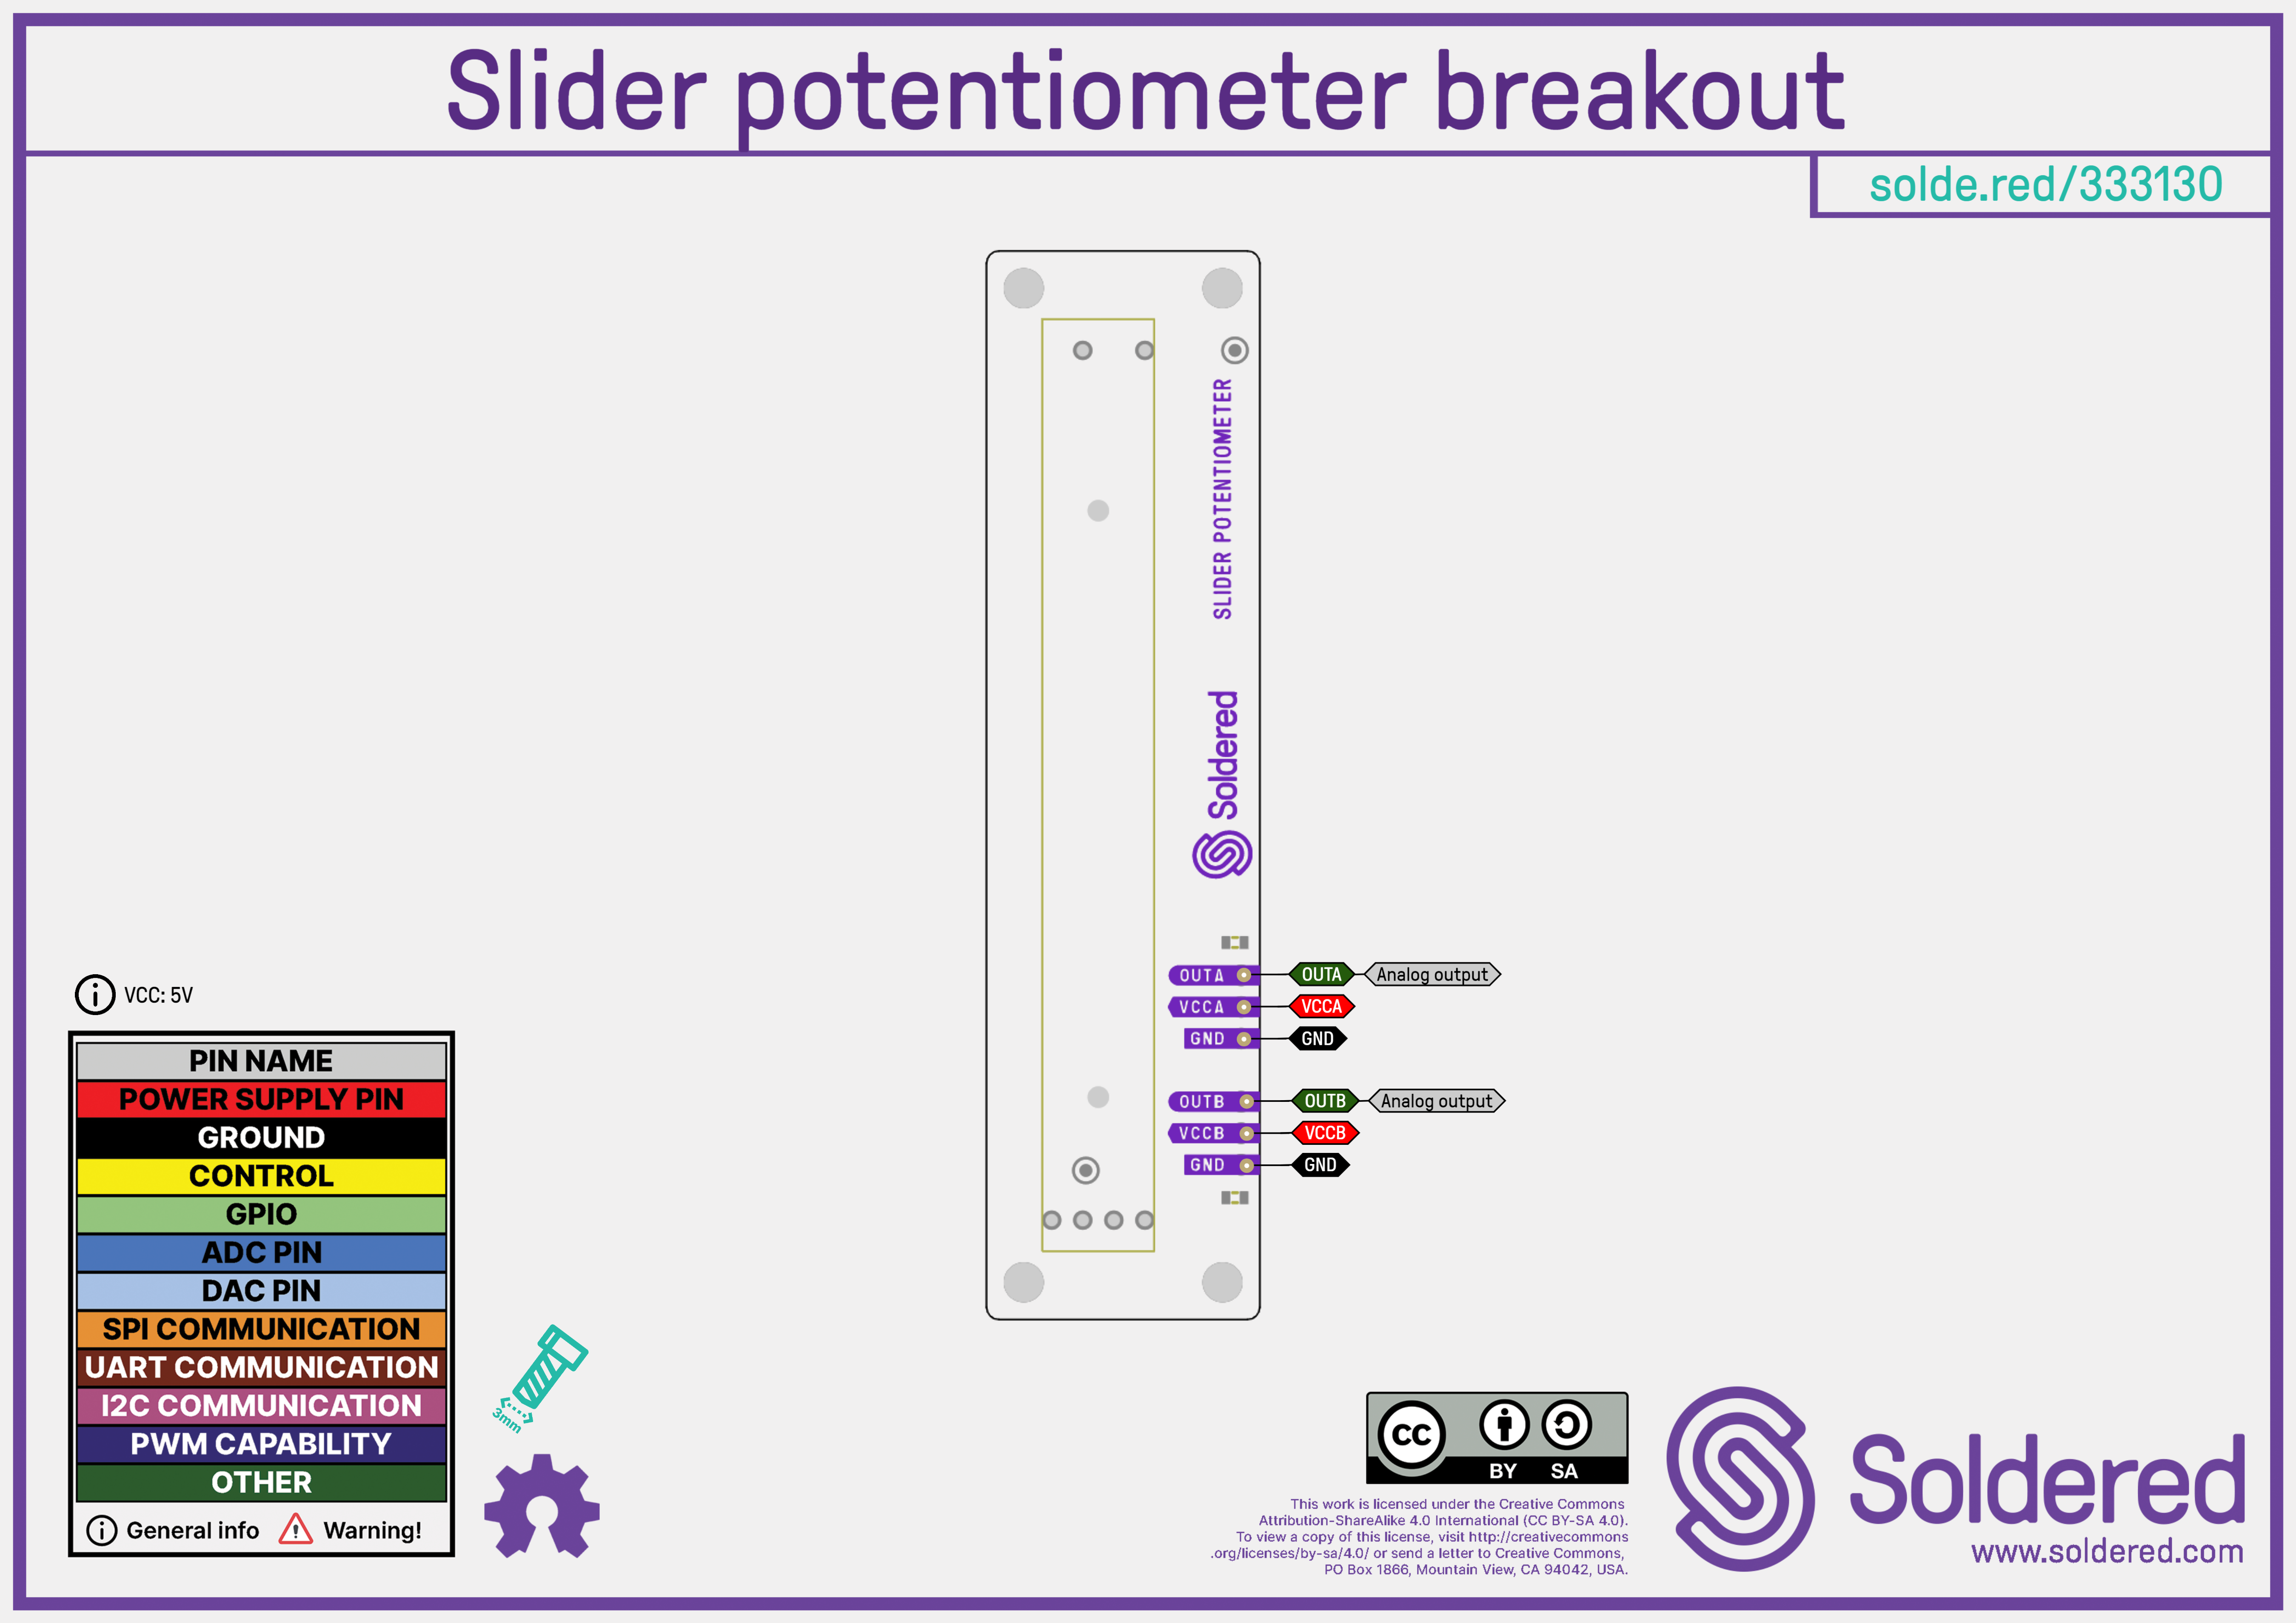 Slider potentiometer breakout
solde.red/333130
SLIDER POTENTIOMETER
Soldered
OUTA OUTA Analog output
VCCA VCCA
GND GND
OUTB OUTB Analog output
VCCB VCCB
GND GND
VCC: 5V
PIN NAME
POWER SUPPLY PIN
GROUND
CONTROL
GPIO
ADC PIN
DAC PIN
SPI COMMUNICATION
UART COMMUNICATION
I2C COMMUNICATION
PWM CAPABILITY
OTHER
General info Warning!
3mm
CC BY SA
This work is licensed under the Creative Commons
Attribution-ShareAlike 4.0 International (CC BY-SA 4.0).
To view a copy of this license, visit http://creativecommons
.org/licenses/by-sa/4.0/ or send a letter to Creative Commons,
PO Box 1866, Mountain View, CA 94042, USA.
Soldered
www.soldered.com